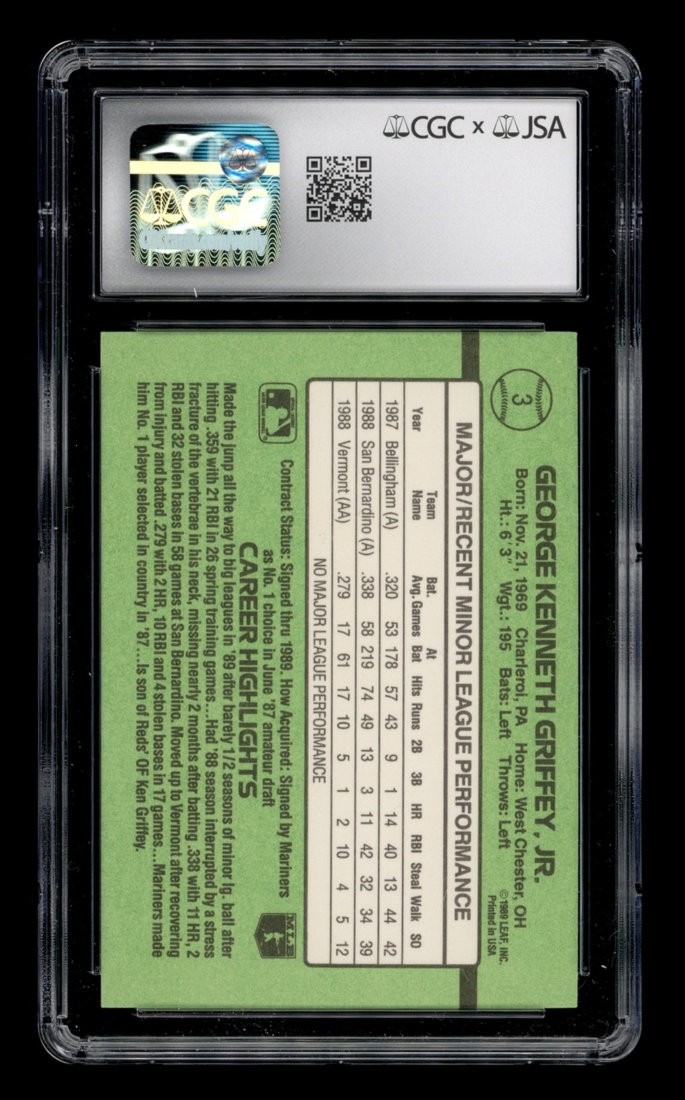 CGC x JSA
CGC
3
GEORGE KENNETH GRIFFEY, JR.
Born: Nov. 21, 1969 Charleroi, PA Home: West Chester, OH
Ht.: 6' 3" Wgt.: 195 Bats: Left Throws: Left
©1989 LEAF, INC.
Printed in USA
MAJOR/RECENT MINOR LEAGUE PERFORMANCE
Year Team Name Bat. Avg. Games At Bat Hits Runs 2B 3B HR RBI Steal Walk SO
1987 Bellingham (A) .320 53 178 57 43 9 1 14 40 13 44 42
1988 San Bernardino (A) .338 58 219 74 49 13 3 11 42 32 34 39
1988 Vermont (AA) .279 17 61 17 10 5 1 2 10 4 5 12
NO MAJOR LEAGUE PERFORMANCE
Contract Status: Signed thru 1989. How Acquired: Signed by Mariners
as No. 1 choice in June '87 amateur draft
CAREER HIGHLIGHTS
MLB
Made the jump all the way to big leagues in '89 after barely 1/2 seasons of minor lg. ball after
hitting .359 with 21 RBI in 26 spring training games...Had '88 season interrupted by a stress
fracture of the vertebrae in his neck, missing nearly 2 months after batting .338 with 11 HR, 2
RBI and 32 stolen bases in 58 games at San Bernardino. Moved up to Vermont after recovering
from injury and batted .279 with 2 HR, 10 RBI and 4 stolen bases in 17 games...Mariners made
him No. 1 player selected in country in '87...Is son of Reds' OF Ken Griffey.